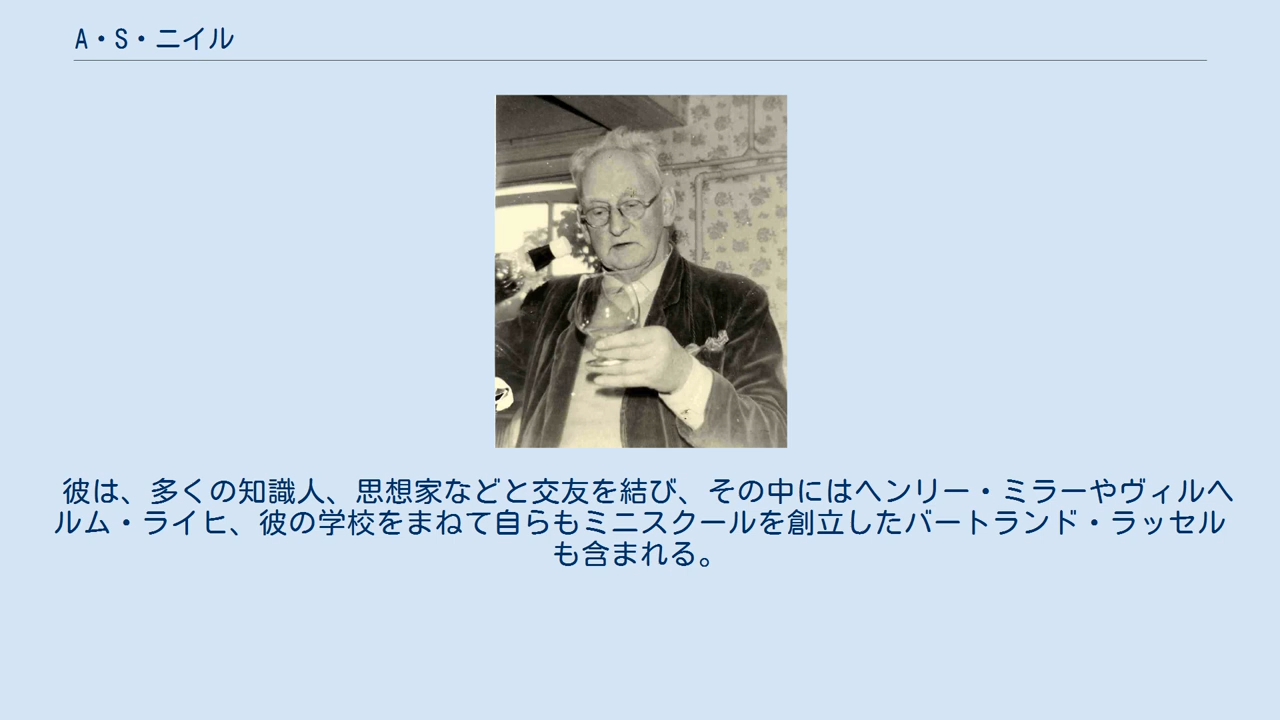 A・S・ニイル
彼は、多くの知識人、思想家などと交友を結び、その中にはヘンリー・ミラーやヴィルヘ
ルム・ライヒ、彼の学校をまねて自らもミニスクールを創立したバートランド・ラッセル
も含まれる。